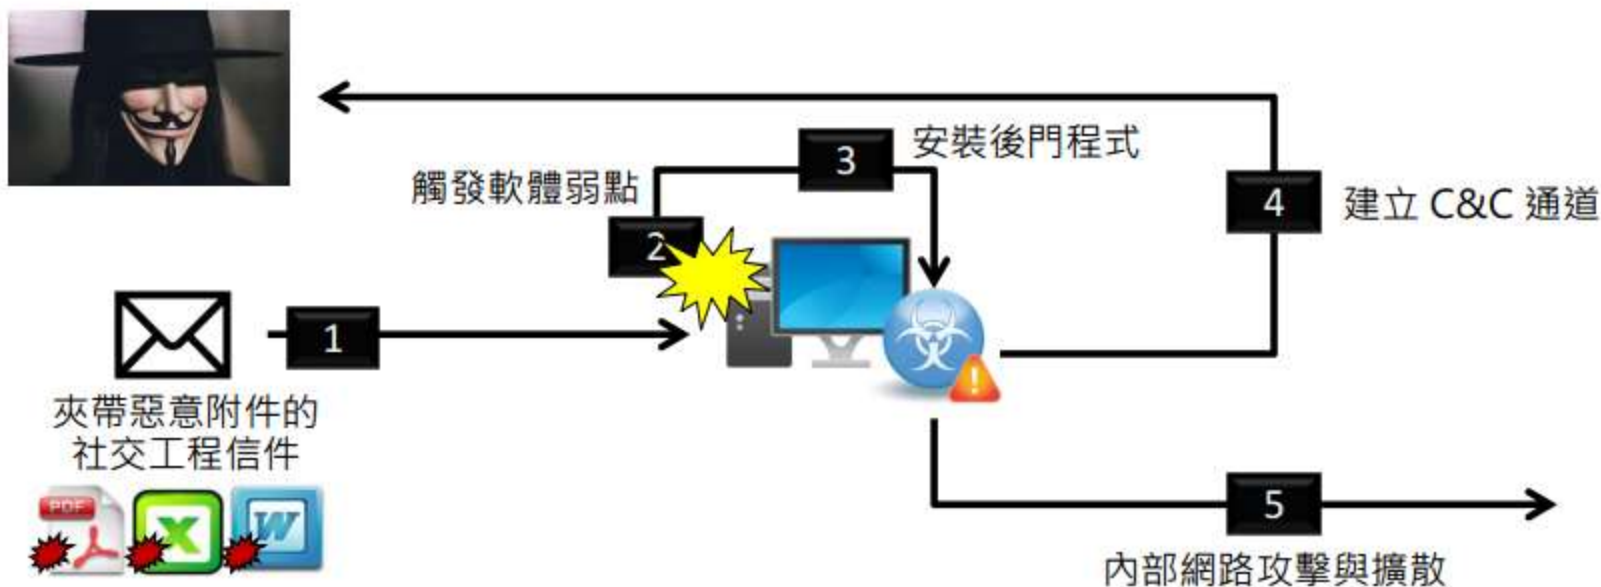 3
安裝後門程式
觸發軟體弱點
2
4
建立 C&C 通道
1
夾帶惡意附件的
社交工程信件
PDF
X
W
5
內部網路攻擊與擴散